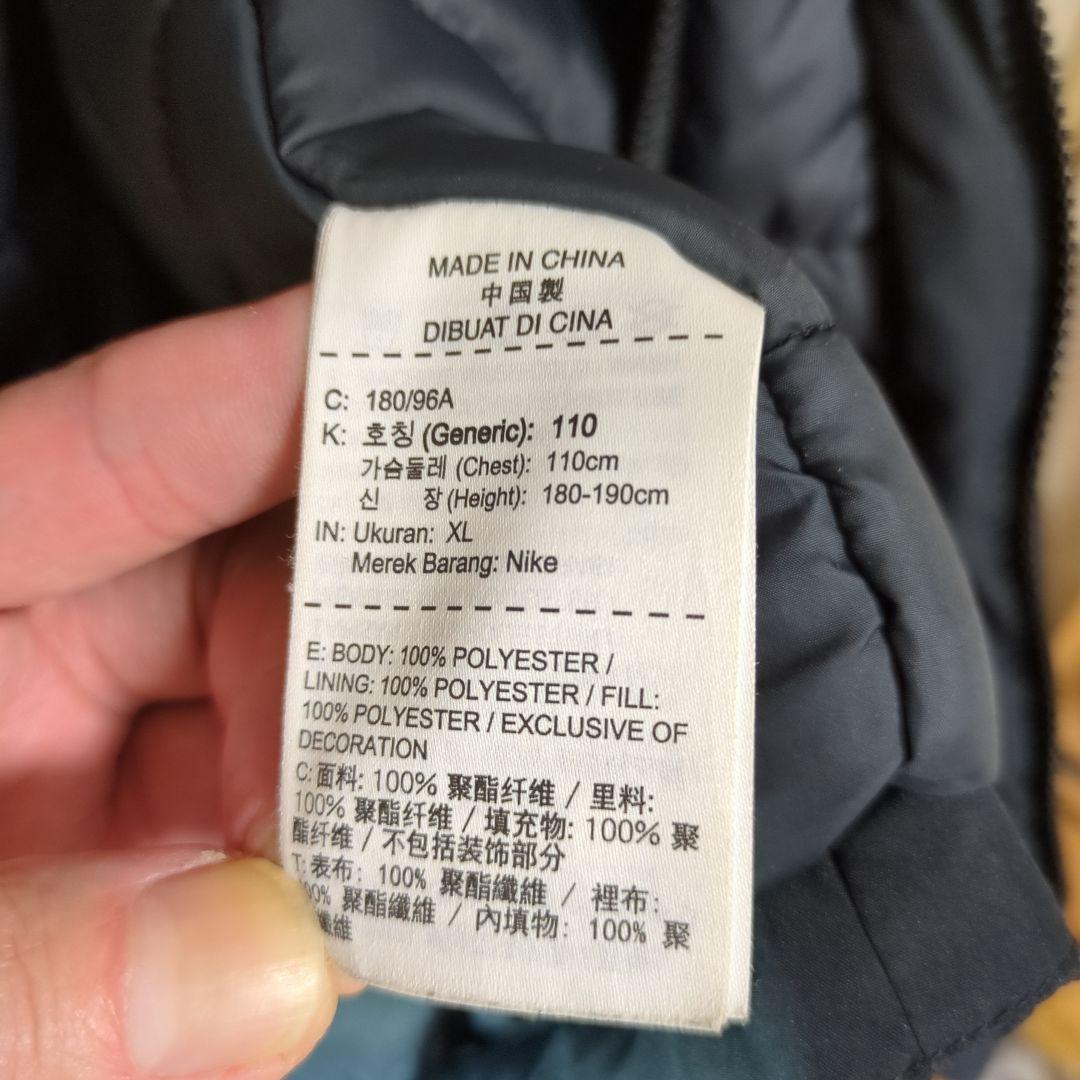 MADE IN CHINA
中国製
DIBUAT DI CINA
C: 180/96A
K: 호칭 (Generic): 110
가슴둘레 (Chest): 110cm
신 장 (Height): 180-190cm
IN: Ukuran: XL
Merek Barang: Nike
E: BODY: 100% POLYESTER /
LINING: 100% POLYESTER / FILL:
100% POLYESTER / EXCLUSIVE OF
DECORATION
C: 面料: 100% 聚酯纤维 / 里料:
100% 聚酯纤维 / 填充物: 100% 聚
酯纤维 / 不包括装饰部分
T: 表布: 100% 聚酯纖維 / 裡布:
00% 聚酯纖維 / 內填物: 100% 聚
纖維